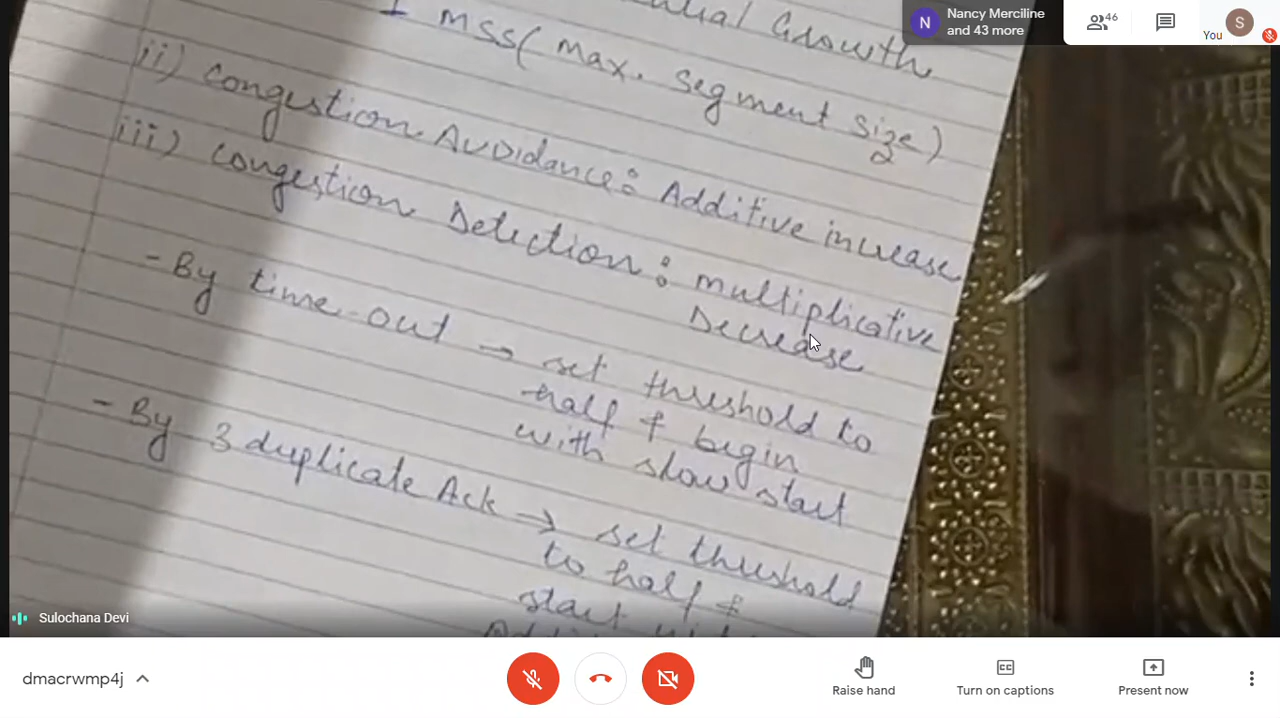 Growth
1 MSS ( max. segment size )
ii) Congestion Avoidance : Additive increase
iii) Congestion Detection : multiplicative
Decrease
- By time-out → set threshold to
half & begin
with slow start
- By 3 duplicate Ack → set threshold
to half &
start
Nancy Merciline
and 43 more
N
46
S
You
Sulochana Devi
dmacrwmp4j
Raise hand
Turn on captions
Present now